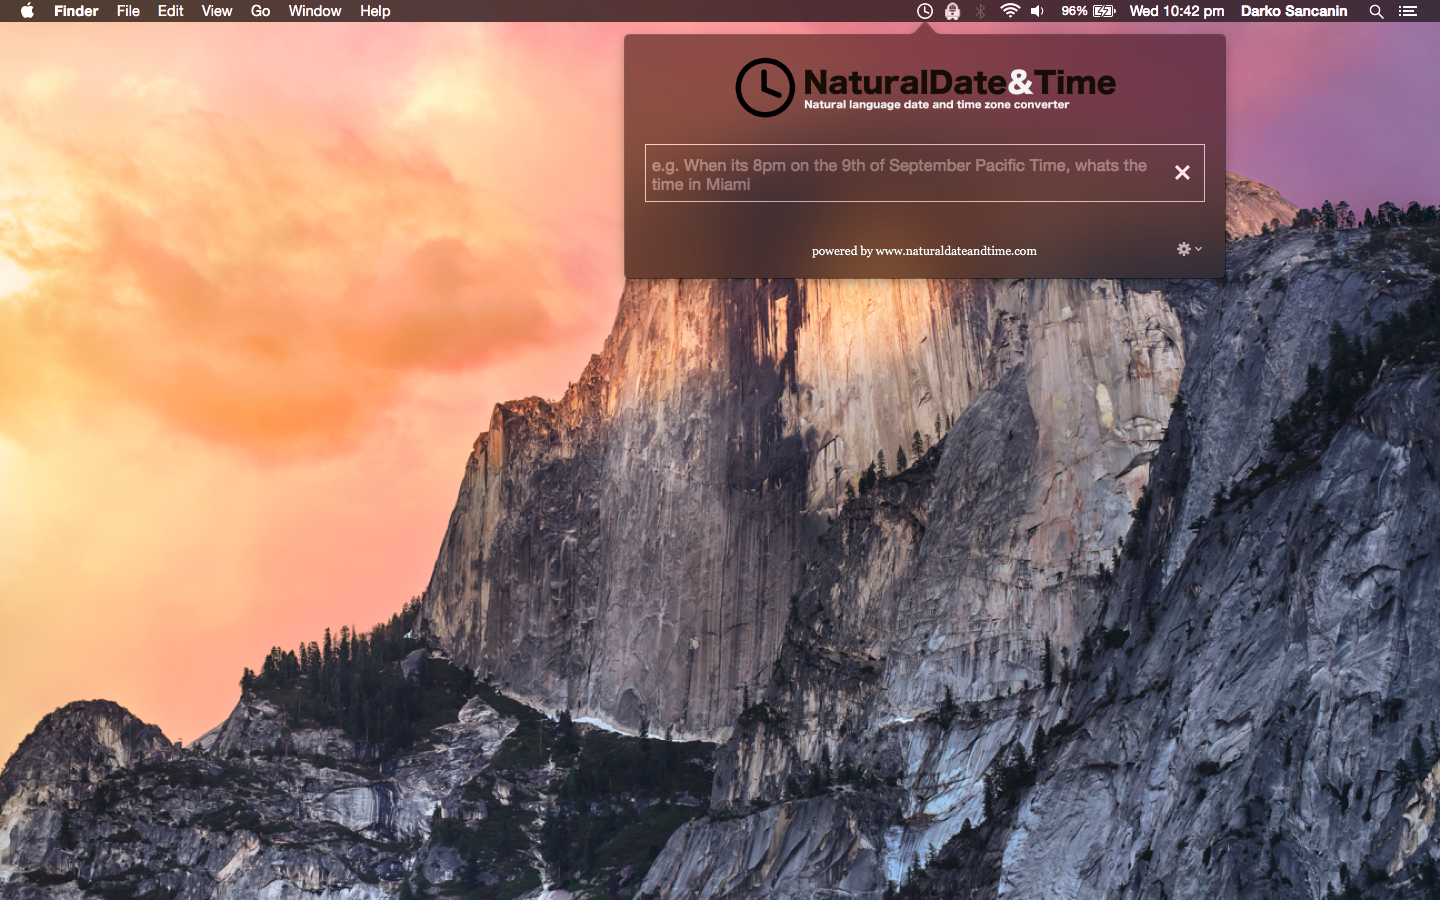 Finder File Edit View Go Window Help 96% Wed 10:42 pm Darko Sancanin
NaturalDate&Time
Natural language date and time zone converter
e.g. When its 8pm on the 9th of September Pacific Time, whats the
time in Miami
powered by www.naturaldateandtime.com